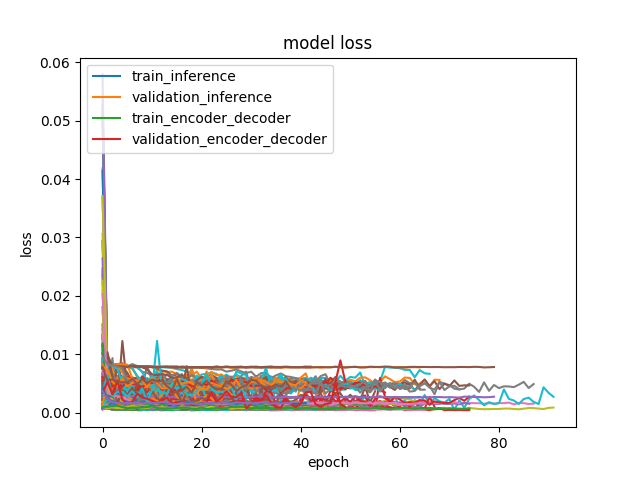 model loss
train_inference
validation_inference
train_encoder_decoder
validation_encoder_decoder
0.06
0.05
0.04
0.03
0.02
0.01
0.00
loss
0 20 40 60 80
epoch